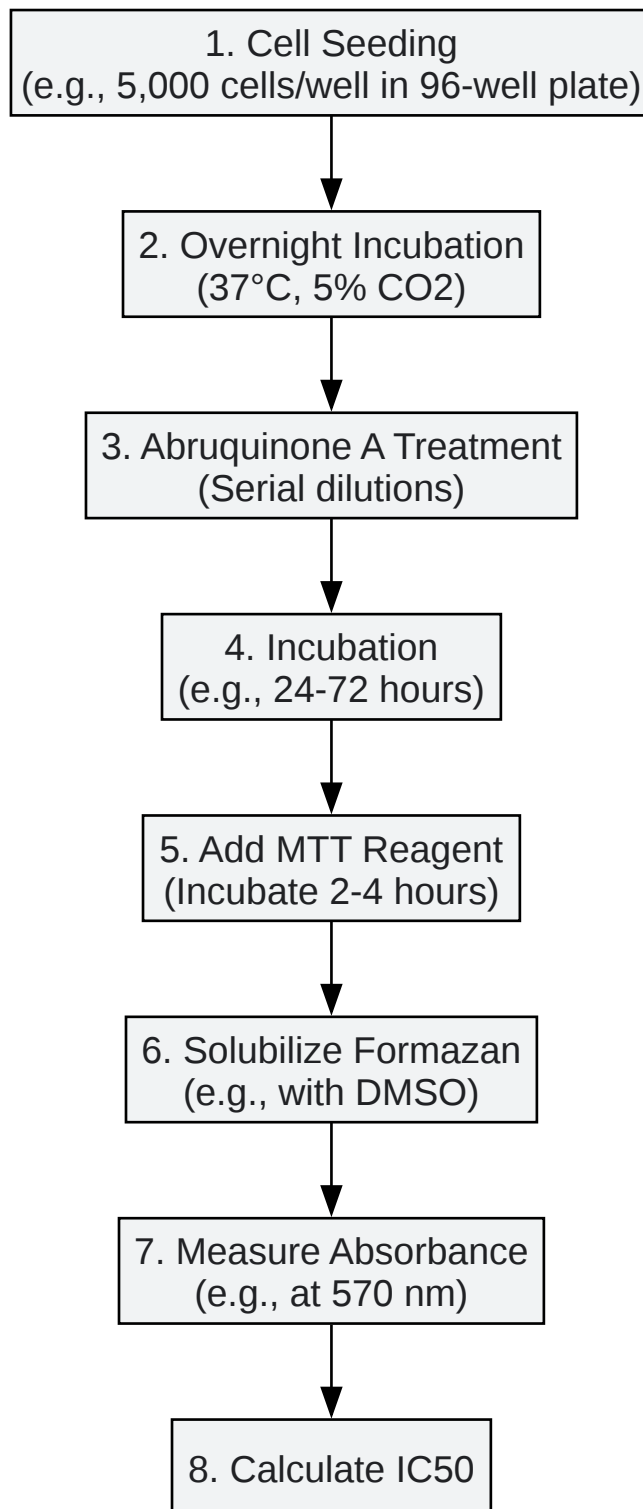 1. Cell Seeding
(e.g., 5,000 cells/well in 96-well plate)
2. Overnight Incubation
(37°C, 5% CO2)
3. Abruquinone A Treatment
(Serial dilutions)
4. Incubation
(e.g., 24-72 hours)
5. Add MTT Reagent
(Incubate 2-4 hours)
6. Solubilize Formazan
(e.g., with DMSO)
7. Measure Absorbance
(e.g., at 570 nm)
8. Calculate IC50